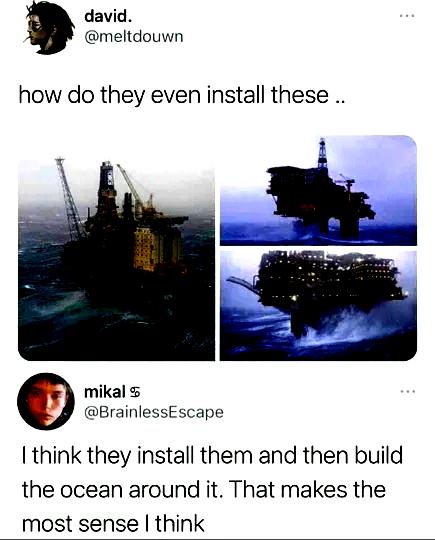 david.
@meltdouwn
how do they even install these ..
mikal ♋
@BrainlessEscape
I think they install them and then build
the ocean around it. That makes the
most sense I think